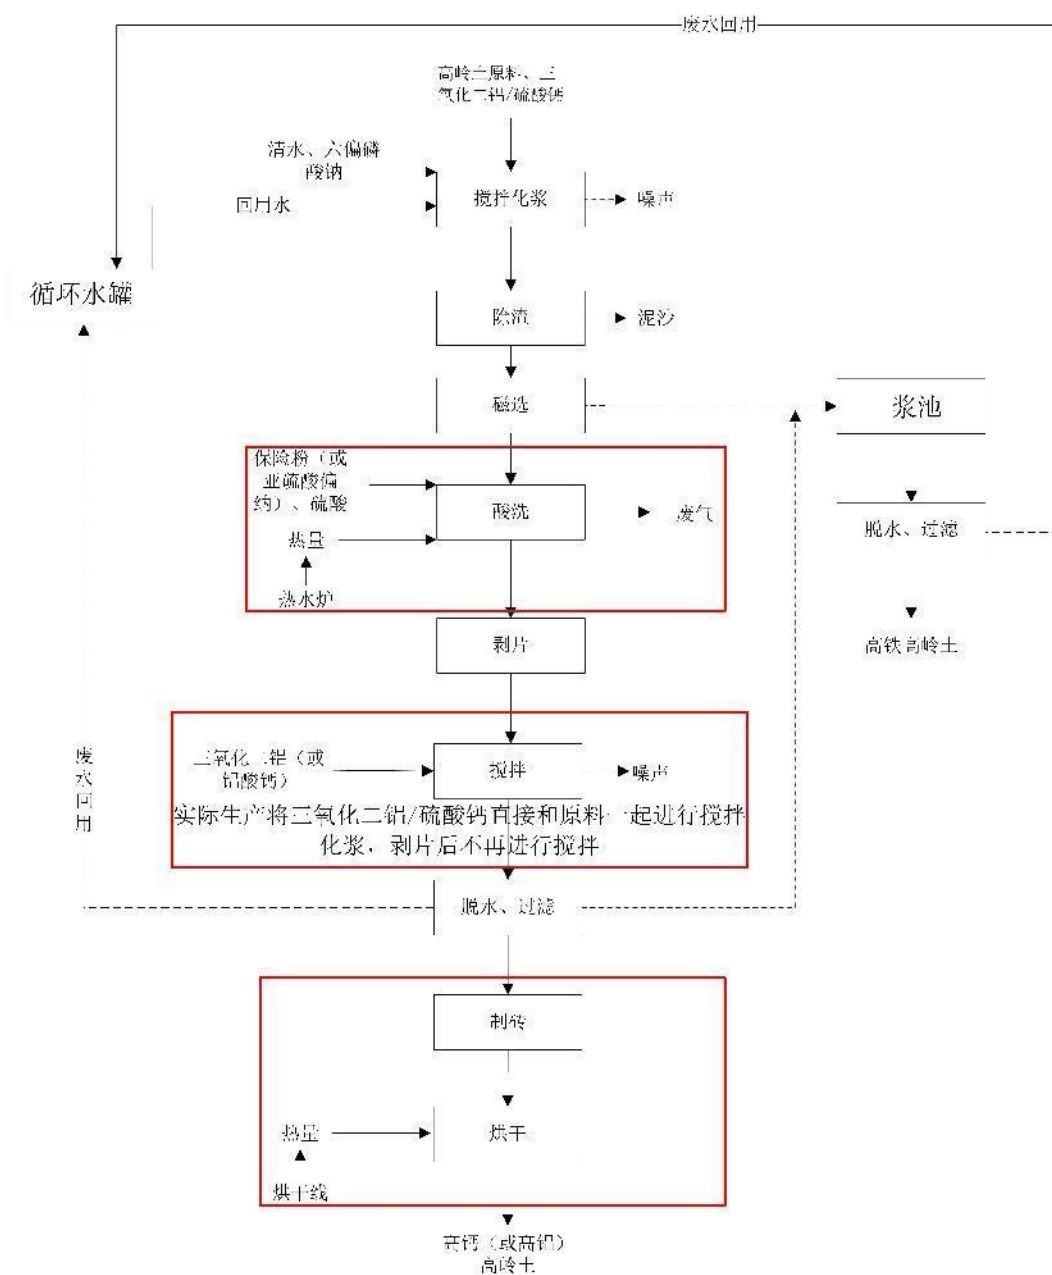 废水回用
高岭土原料、三
氧化二铝/硫酸钙
清水、六偏磷
酸钠
回用水
搅拌化浆
噪声
循环水罐
除渣
泥沙
磁选
浆池
保险粉（或
亚硫酸偏
纳）、硫酸
酸洗
废气
热量
热水炉
脱水、过滤
剥片
高铁高岭土
废水回用
三氧化二铝（或
铝酸钙）
搅拌
噪声
实际生产将三氧化二铝/硫酸钙直接和原料一起进行搅拌
化浆、剥片后不再进行搅拌
脱水、过滤
制砖
热量
烘干
烘干线
高钙（或高铝）
高岭土